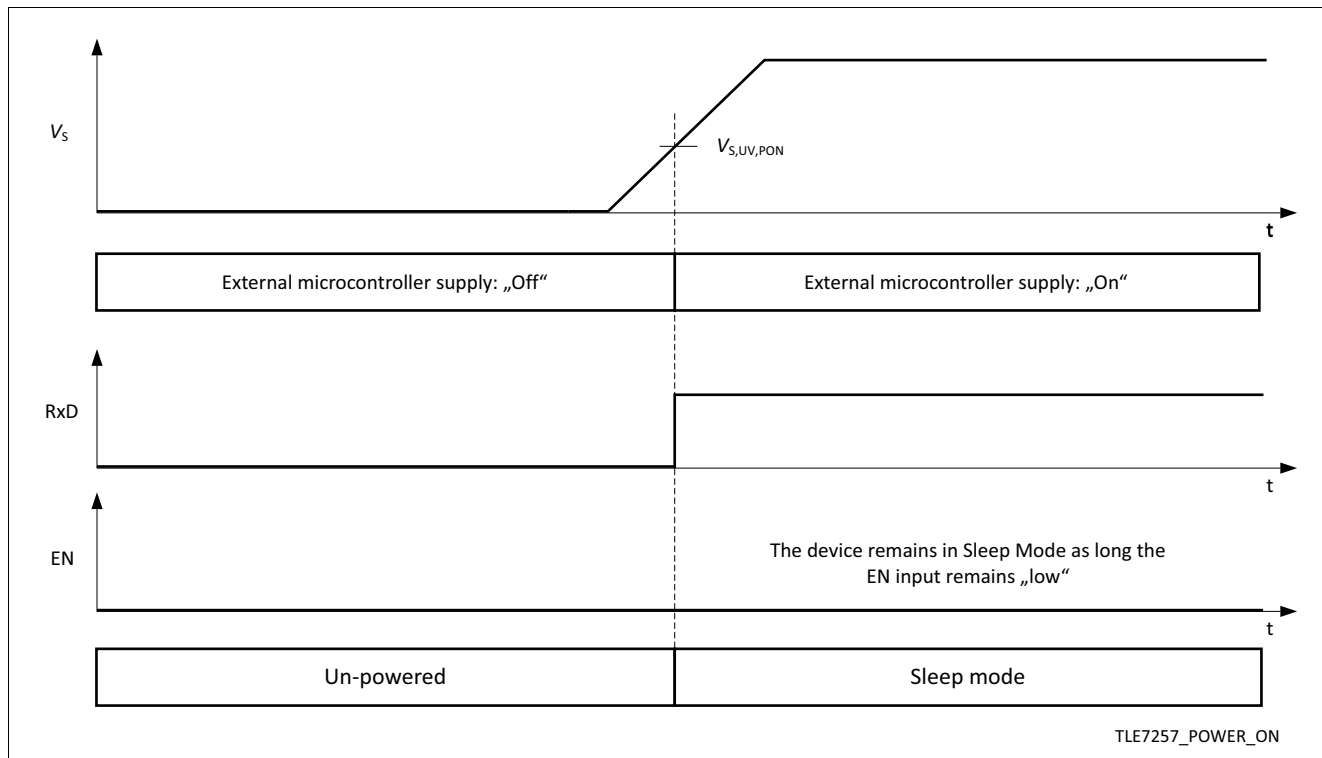 VS
VS,UV,PON
t
External microcontroller supply: „Off“
External microcontroller supply: „On“
RxD
t
EN
The device remains in Sleep Mode as long the
EN input remains „low“
t
Un-powered
Sleep mode
TLE7257_POWER_ON